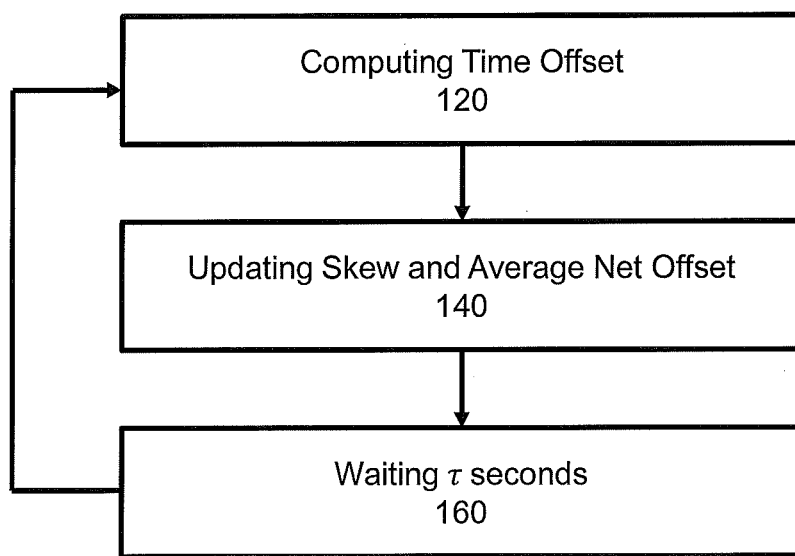 Computing Time Offset
120
Updating Skew and Average Net Offset
140
Waiting τ seconds
160